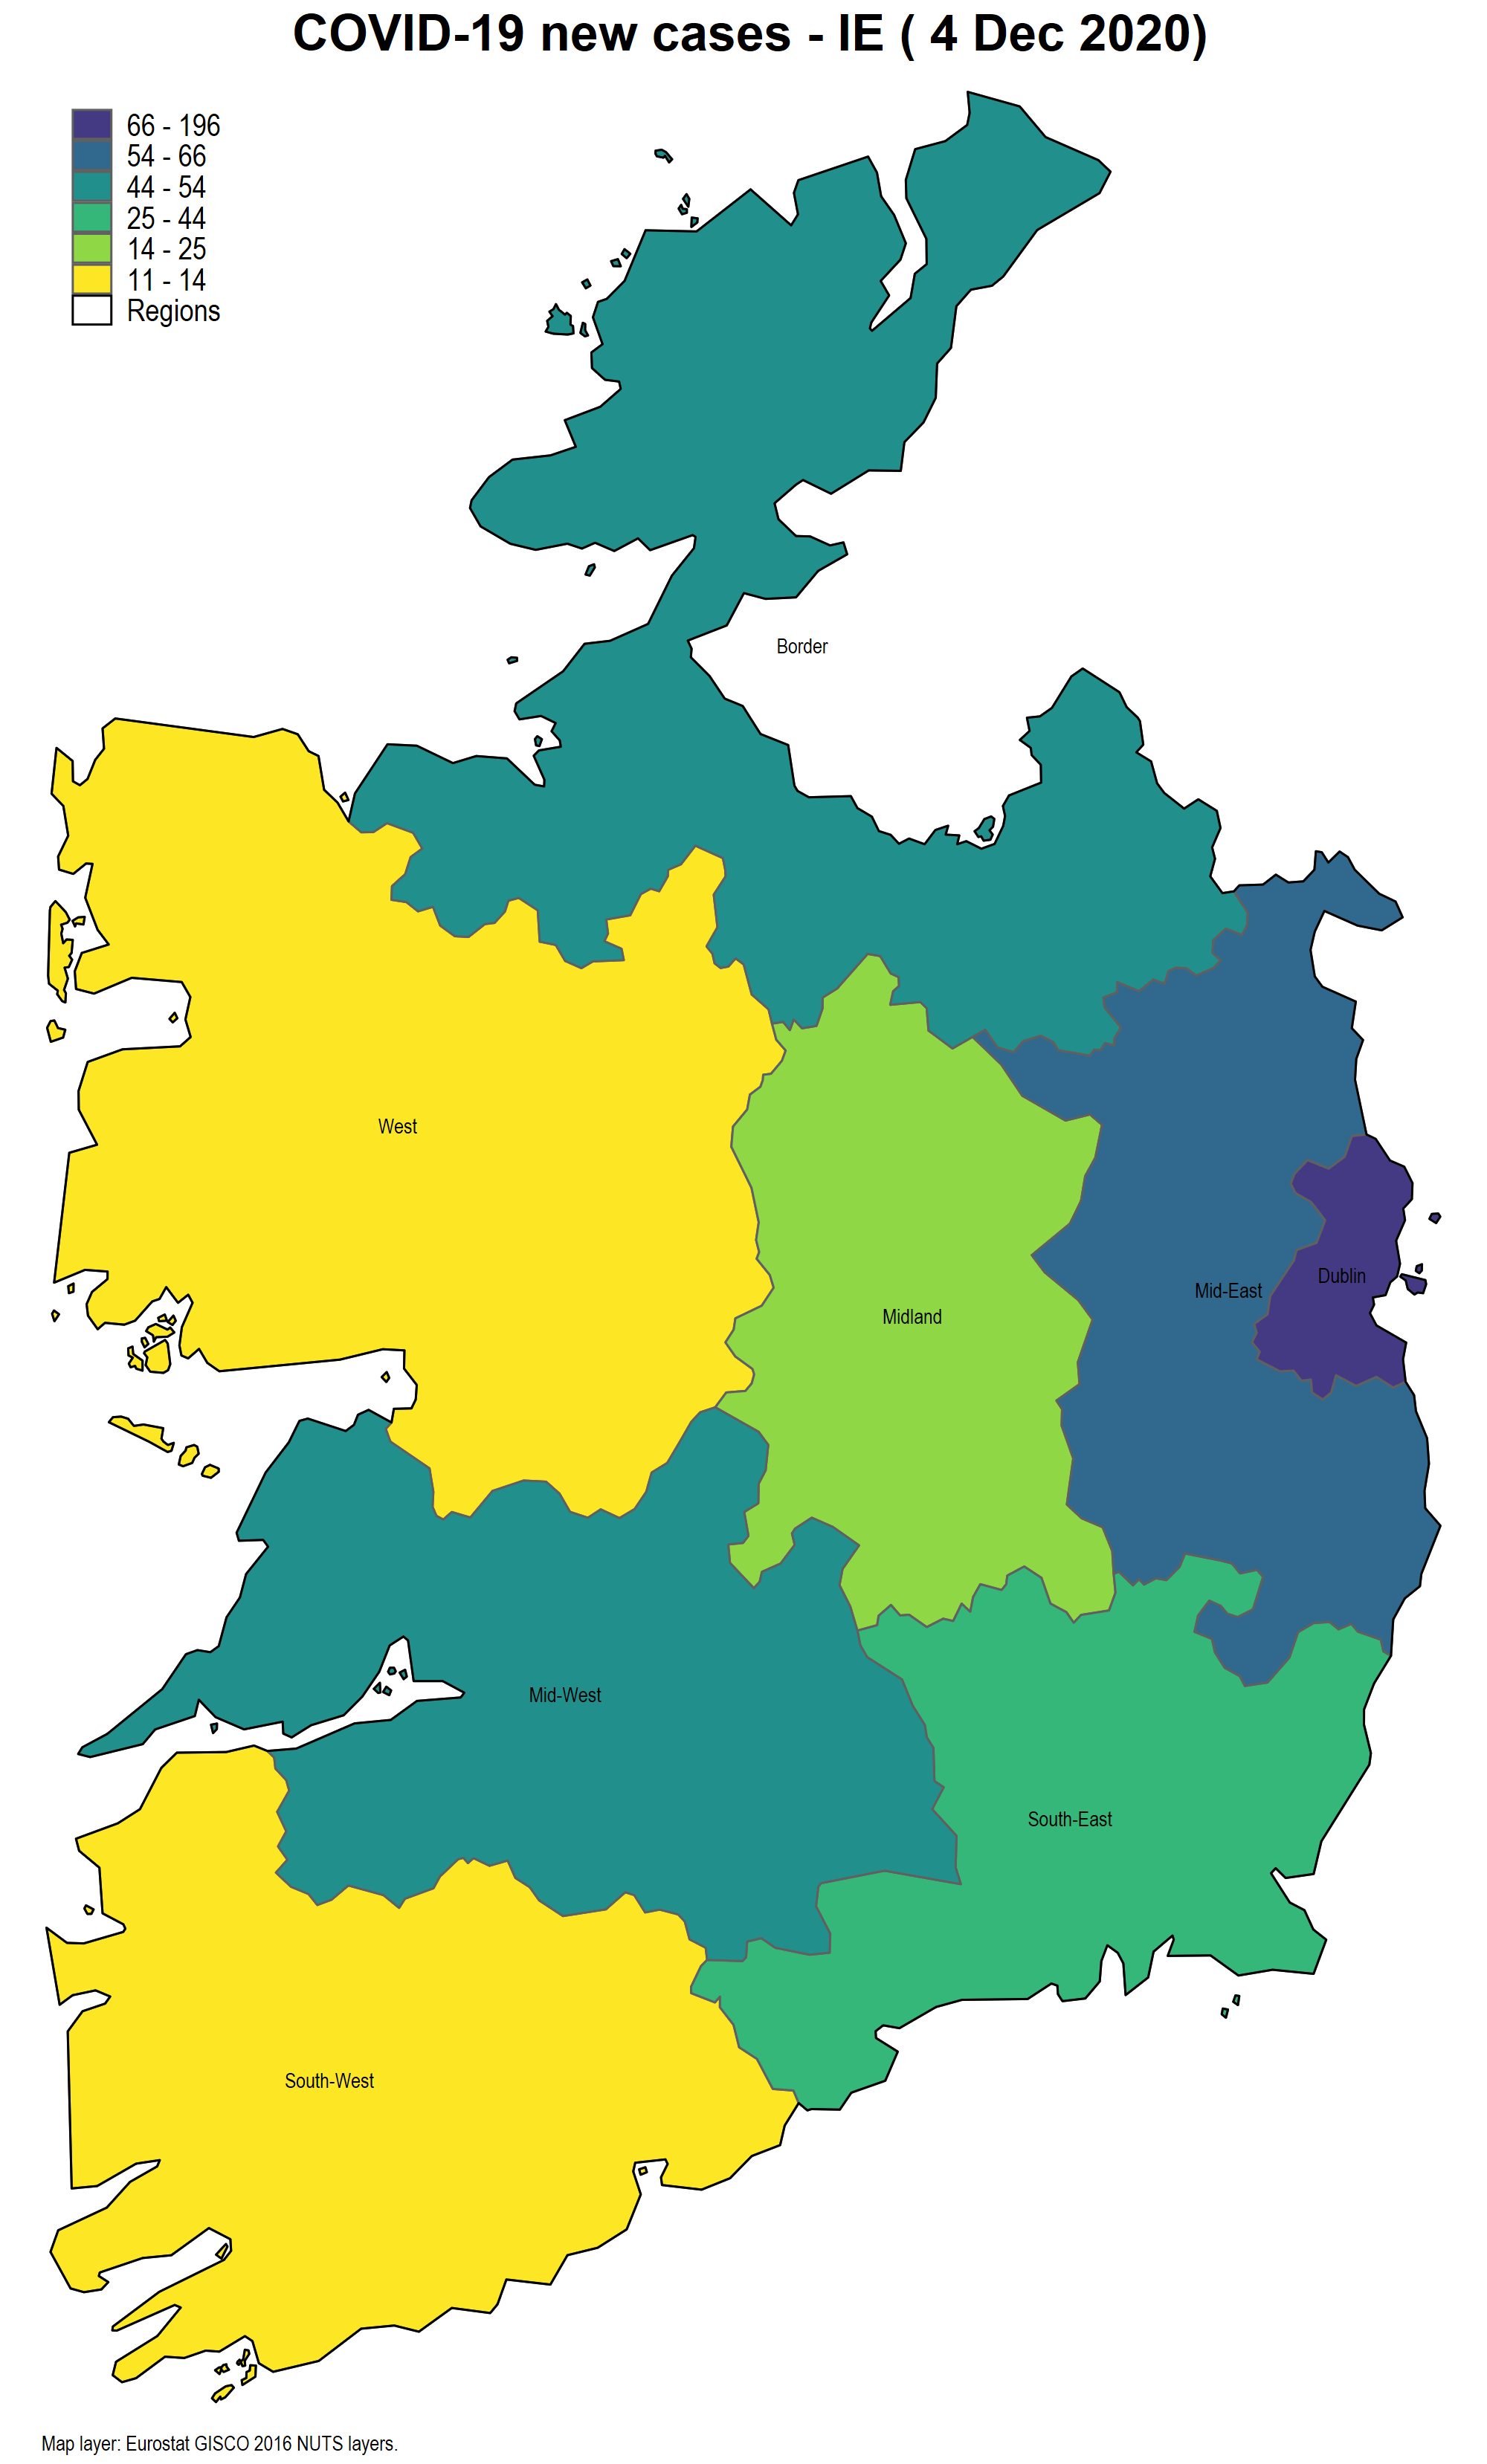 COVID-19 new cases - IE ( 4 Dec 2020)
66 - 196
54 - 66
44 - 54
25 - 44
14 - 25
11 - 14
Regions
Border
West
Dublin
Mid-East
Midland
Mid-West
South-East
South-West
Map layer: Eurostat GISCO 2016 NUTS layers.